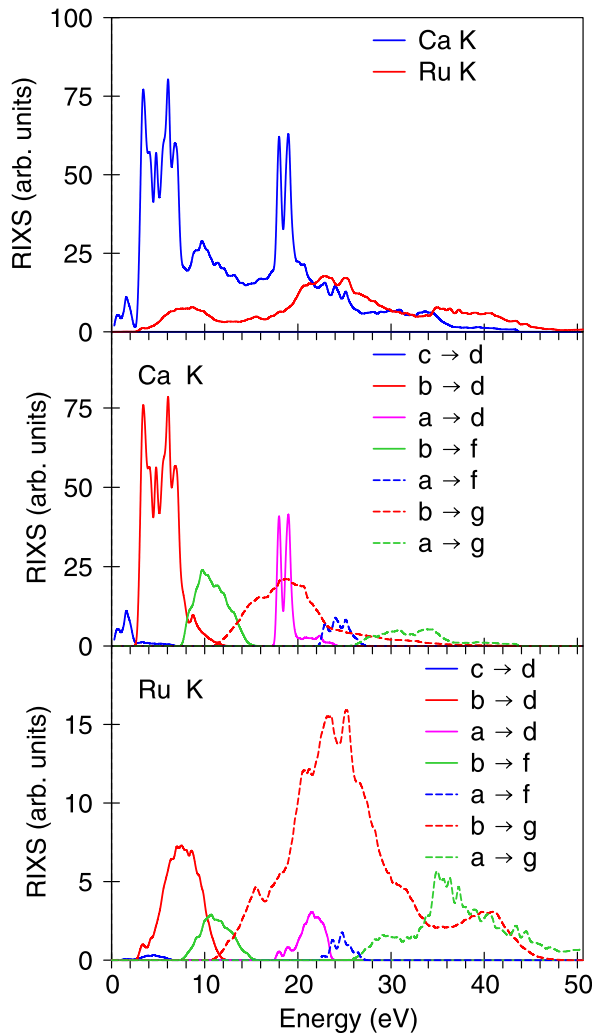 100
75
50
25
0
RIXS (arb. units)
Ca K
Ru K
Ca K
75
50
25
0
RIXS (arb. units)
c → d
b → d
a → d
b → f
a → f
b → g
a → g
Ru K
15
10
5
0
RIXS (arb. units)
c → d
b → d
a → d
b → f
a → f
b → g
a → g
0 10 20 30 40 50
Energy (eV)